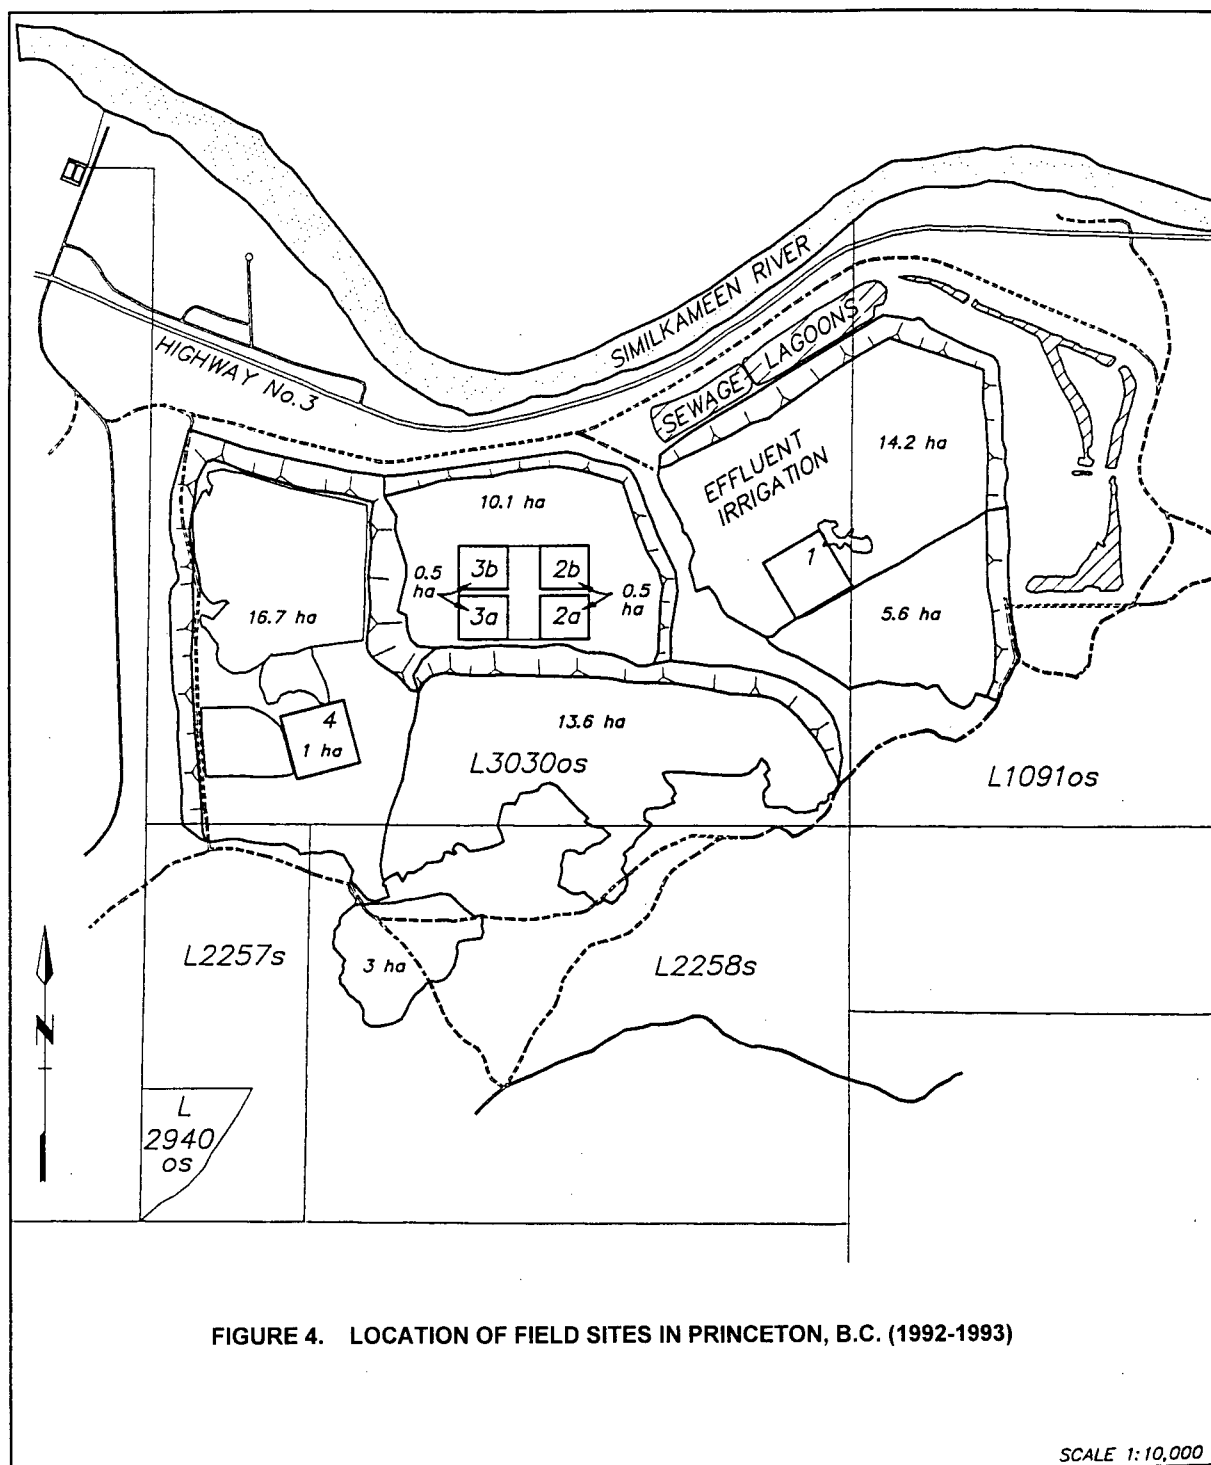 SIMILKAMEEN RIVER
HIGHWAY No.3
SEWAGE LAGOONS
EFFLUENT
IRRIGATION
14.2 ha
10.1 ha
1
0.5
ha
3b
2b
0.5
ha
3a
2a
16.7 ha
5.6 ha
4
1 ha
13.6 ha
L3030os
L1091os
L2257s
3 ha
L2258s
N
L
2940
os
FIGURE 4. LOCATION OF FIELD SITES IN PRINCETON, B.C. (1992-1993)
SCALE 1:10,000